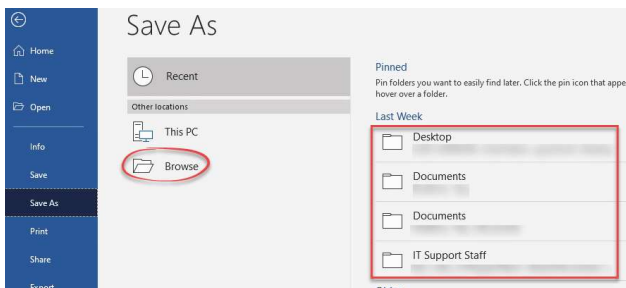 Save As
Home
New
Open
Info
Save
Save As
Print
Share
Export
Recent
Other locations
This PC
Browse
Pinned
Pin folders you want to easily find later. Click the pin icon that appe
hover over a folder.
Last Week
Desktop
Documents
Documents
IT Support Staff